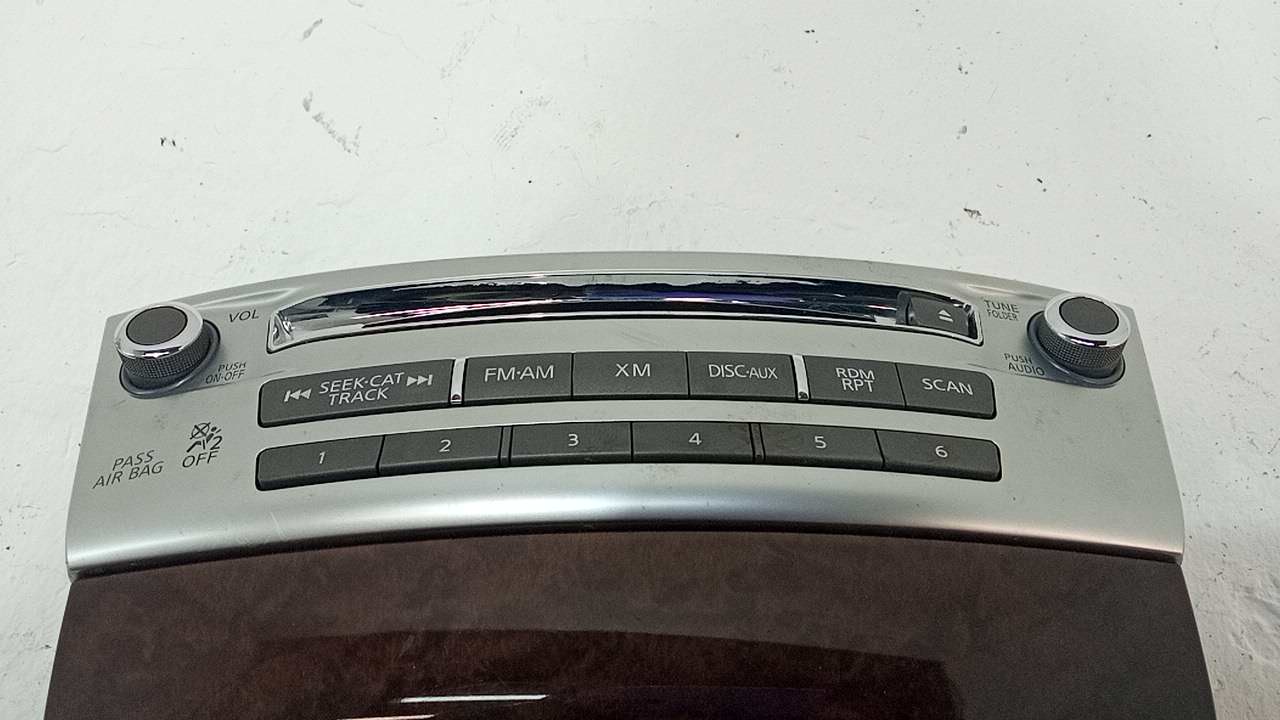 VOL
PUSH
ON·OFF
TUNE
FOLDER
PUSH
AUDIO
SEEK·CAT
TRACK
FM·AM
XM
DISC·AUX
RDM
RPT
SCAN
1
2
3
4
5
6
PASS
AIR BAG
2
OFF